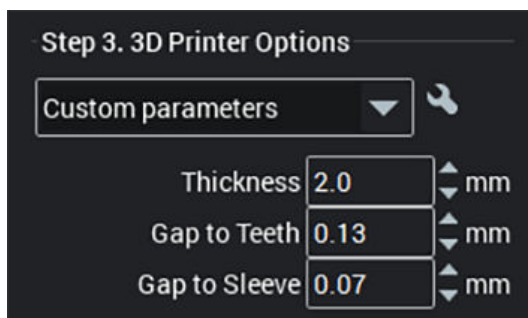 Step 3. 3D Printer Options
Custom parameters
Thickness 2.0 mm
Gap to Teeth 0.13 mm
Gap to Sleeve 0.07 mm